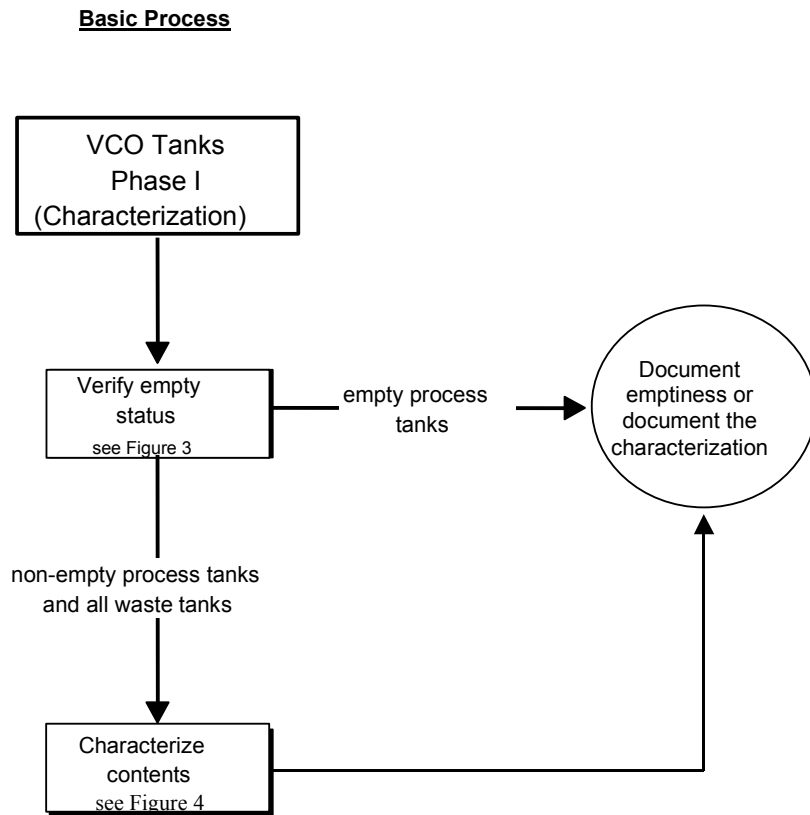 Basic Process
VCO Tanks
Phase I
(Characterization)
Verify empty
status
see Figure 3
empty process
tanks
Document
emptiness or
document the
characterization
non-empty process tanks
and all waste tanks
Characterize
contents
see Figure 4